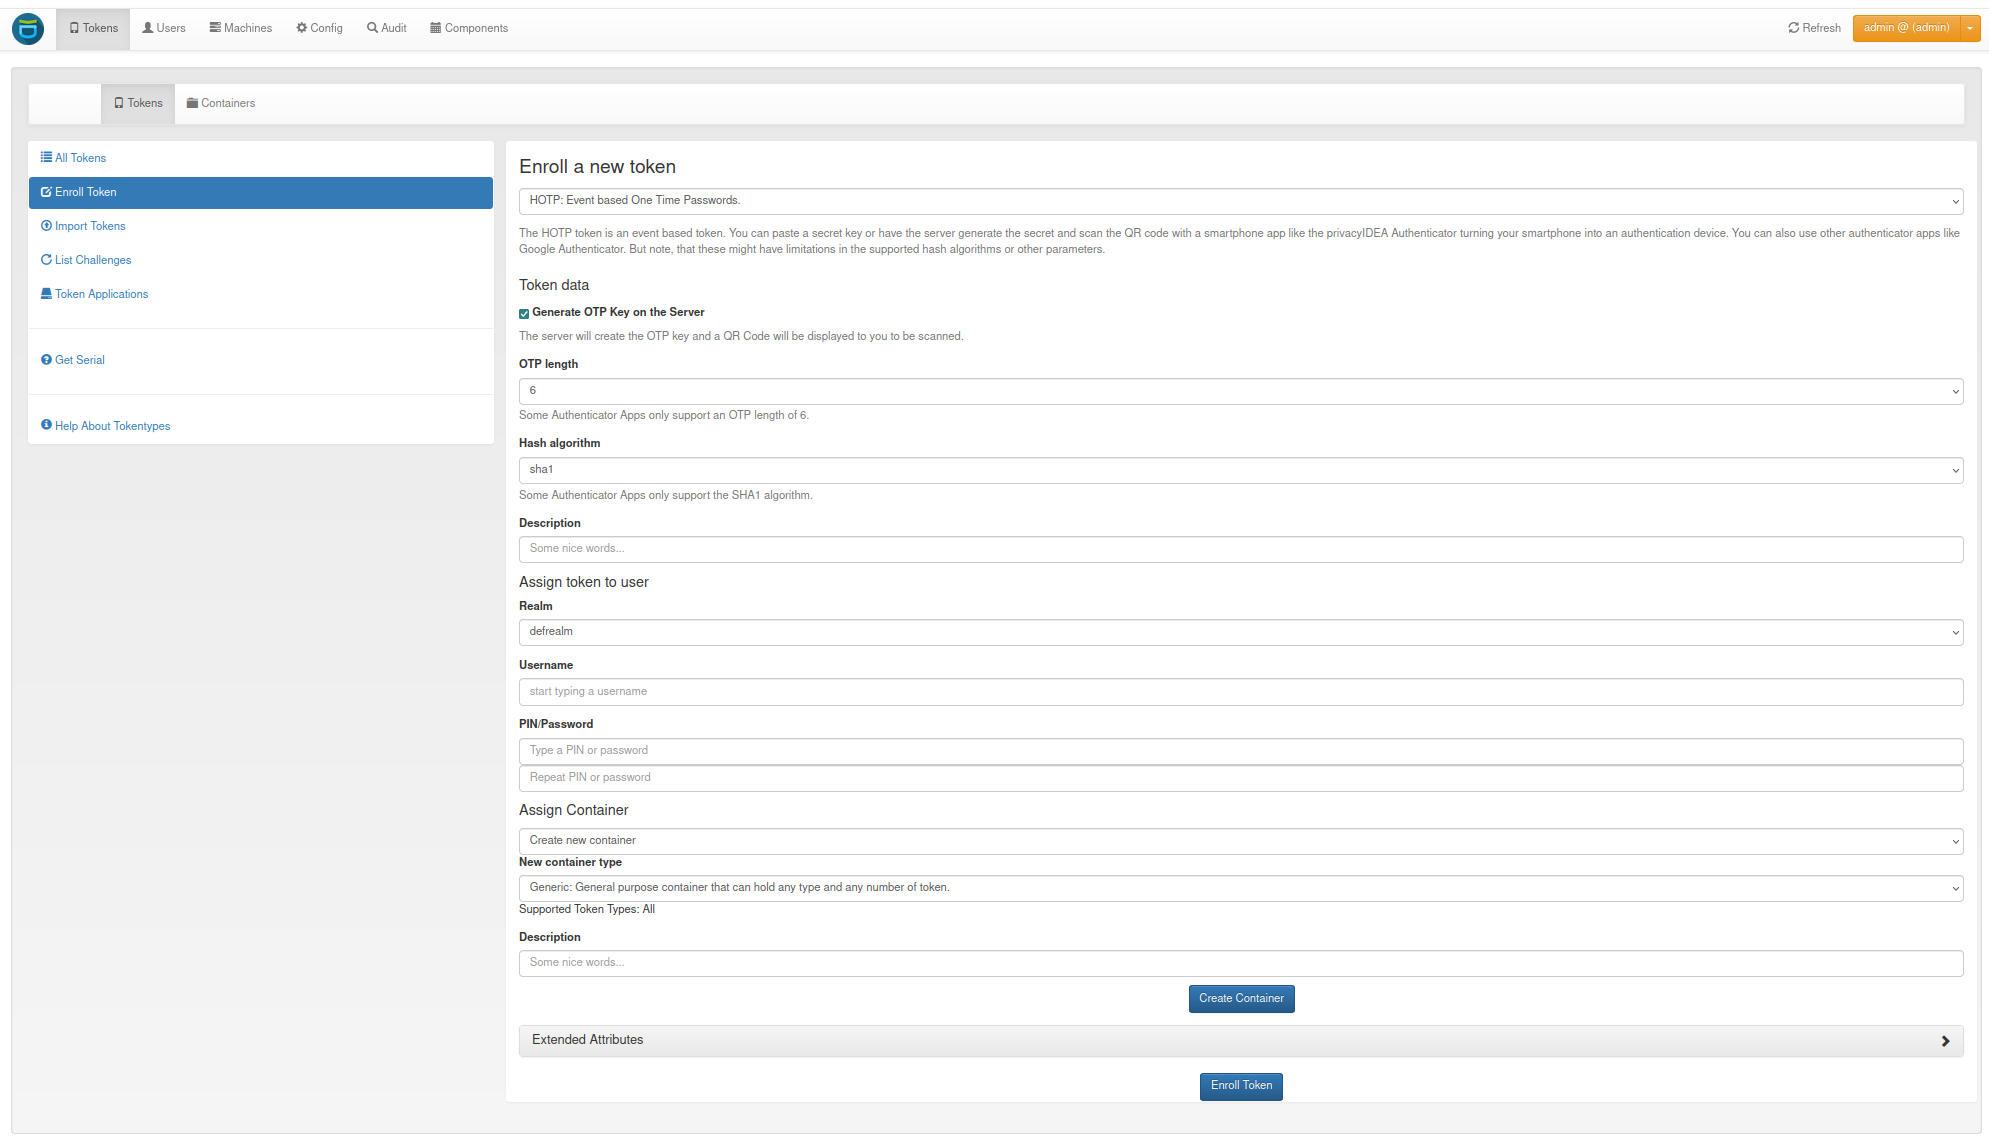 Tokens Users Machines Config Audit Components Refresh admin @ (admin)
Tokens Containers
All Tokens
Enroll Token
Import Tokens
List Challenges
Token Applications
Get Serial
Help About Tokentypes
Enroll a new token
HOTP: Event based One Time Passwords.
The HOTP token is an event based token. You can paste a secret key or have the server generate the secret and scan the QR code with a smartphone app like the privacyIDEA Authenticator turning your smartphone into an authentication device. You can also use other authenticator apps like
Google Authenticator. But note, that these might have limitations in the supported hash algorithms or other parameters.
Token data
Generate OTP Key on the Server
The server will create the OTP key and a QR Code will be displayed to you to be scanned.
OTP length
6
Some Authenticator Apps only support an OTP length of 6.
Hash algorithm
sha1
Some Authenticator Apps only support the SHA1 algorithm.
Description
Some nice words...
Assign token to user
Realm
defrealm
Username
start typing a username
PIN/Password
Type a PIN or password
Repeat PIN or password
Assign Container
Create new container
New container type
Generic: General purpose container that can hold any type and any number of token.
Supported Token Types: All
Description
Some nice words...
Create Container
Extended Attributes
Enroll Token